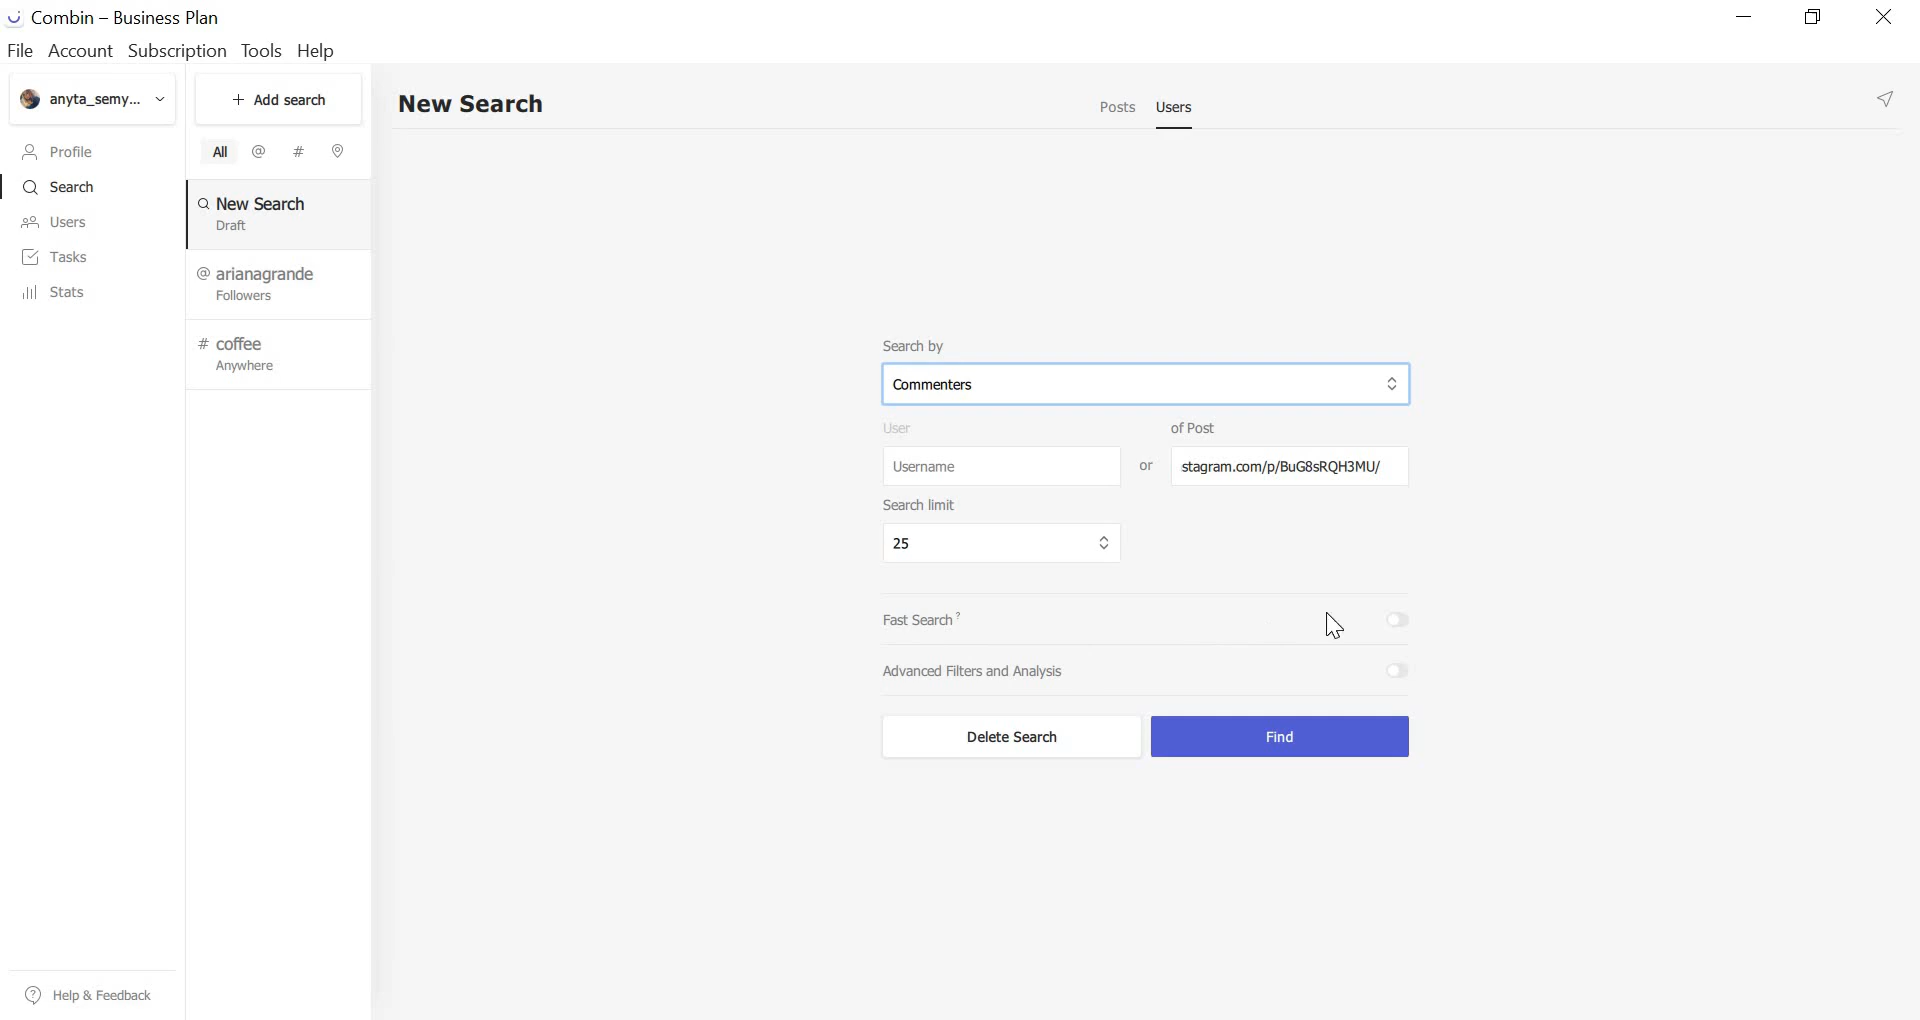 Combin – Business Plan
File Account Subscription Tools Help
anyta_semy...
Profile
Search
Users
Tasks
Stats
Help & Feedback
+ Add search
All @ #
New Search
Draft
@ arianagrande
Followers
# coffee
Anywhere
New Search
Posts Users
Search by
Commenters
User of Post
Username or stagram.com/p/BuG8sRQH3MU/
Search limit
25
Fast Search ?
Advanced Filters and Analysis
Delete Search Find